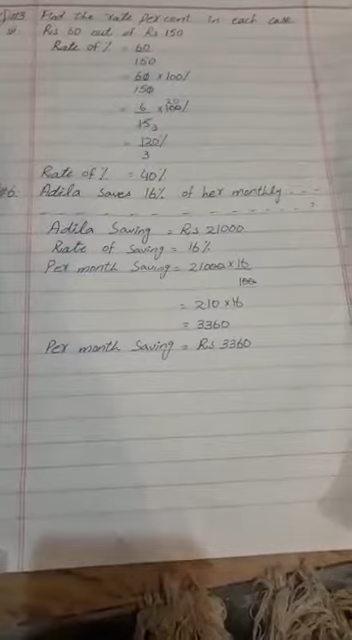 Find the rate per cent in each case
Rs 60 out of Rs 150
Rate of % = 60
150
= 60 × 100%
150
= 6 × 100% 20
15 3
= 120%
3
Rate of % = 40%
Adila saves 16% of her monthly - - -
- - - - - - - - - - - - - - - ?
Adila Saving = Rs 21000
Rate of Saving = 16%
Per month Saving = 21000 × 16
100
= 210 × 16
= 3360
Per month Saving = Rs 3360